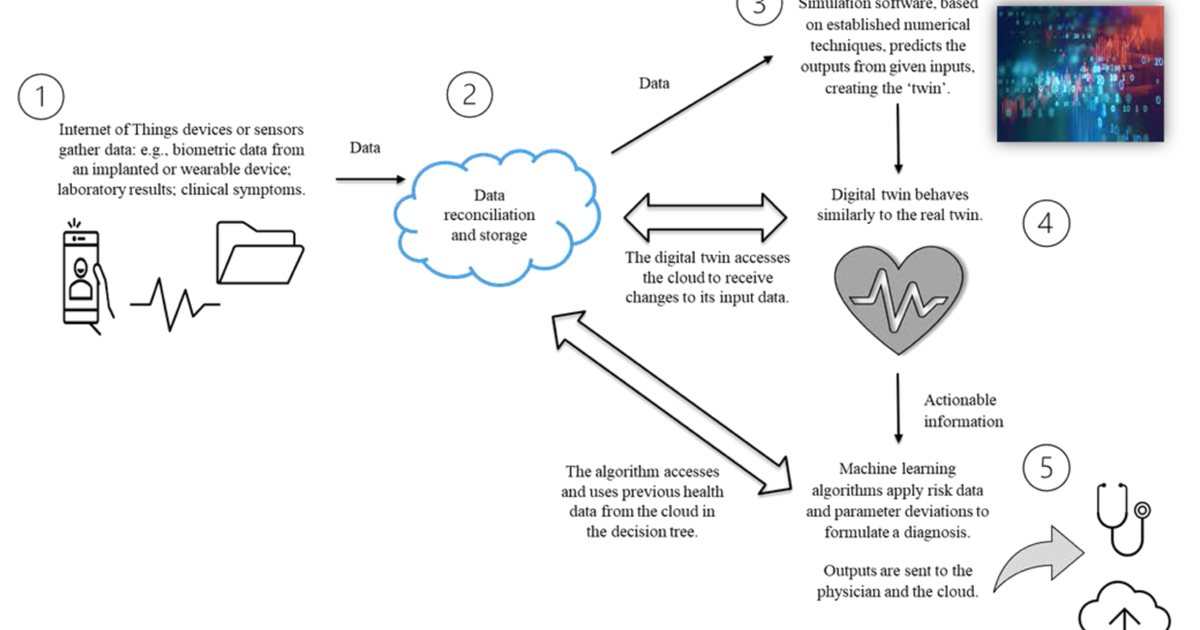 1
Internet of Things devices or sensors
gather data: e.g., biometric data from
an implanted or wearable device;
laboratory results; clinical symptoms.
Data
2
Data
reconciliation
and storage
Data
3
Simulation software, based
on established numerical
techniques, predicts the
outputs from given inputs,
creating the ‘twin’.
Digital twin behaves
similarly to the real twin.
4
The digital twin accesses
the cloud to receive
changes to its input data.
Actionable
information
The algorithm accesses
and uses previous health
data from the cloud in
the decision tree.
5
Machine learning
algorithms apply risk data
and parameter deviations to
formulate a diagnosis.
Outputs are sent to the
physician and the cloud.